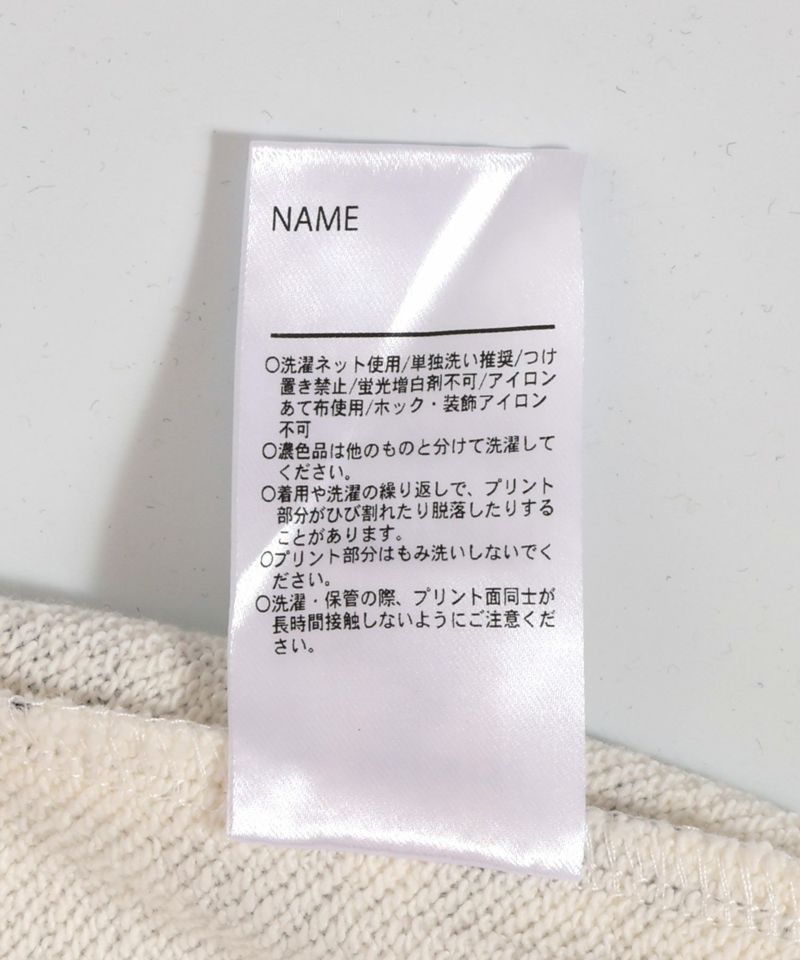 NAME
○洗濯ネット使用/単独洗い推奨/つけ
置き禁止/蛍光増白剤不可/アイロン
あて布使用/ホック・装飾アイロン
不可
○濃色品は他のものと分けて洗濯して
ください。
○着用や洗濯の繰り返しで、プリント
部分がひび割れたり脱落したりする
ことがあります。
○プリント部分はもみ洗いしないでく
ださい。
○洗濯・保管の際、プリント面同士が
長時間接触しないようにご注意くだ
さい。